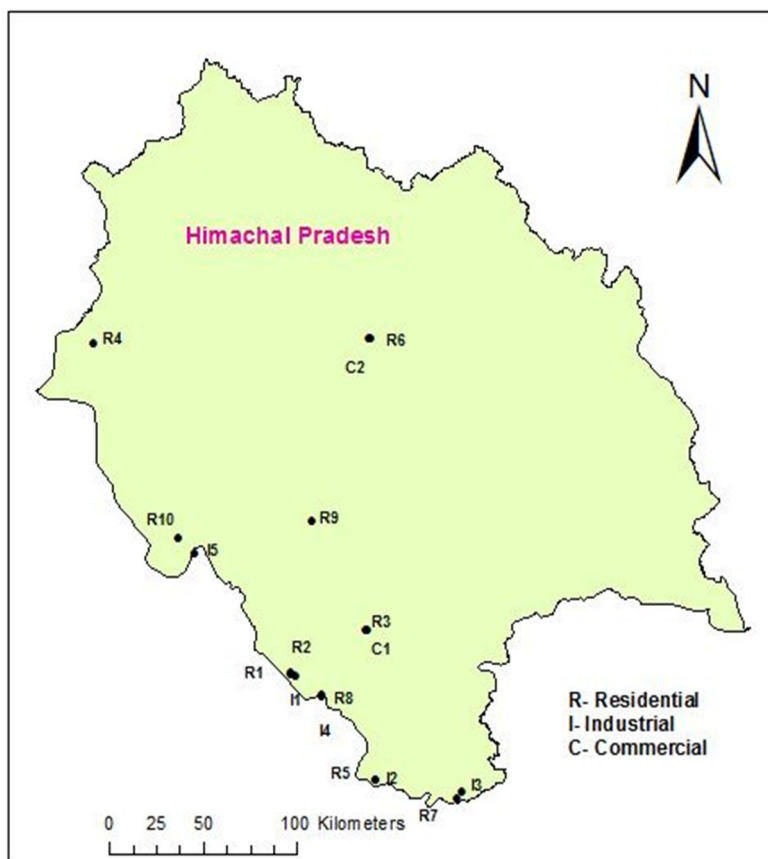 N
Himachal Pradesh
R4
R6
C2
R10
R9
I5
R3
R2
C1
R1
I1
R8
I4
R5
I2
I3
R7
R- Residential
I- Industrial
C- Commercial
0 25 50 100 Kilometers